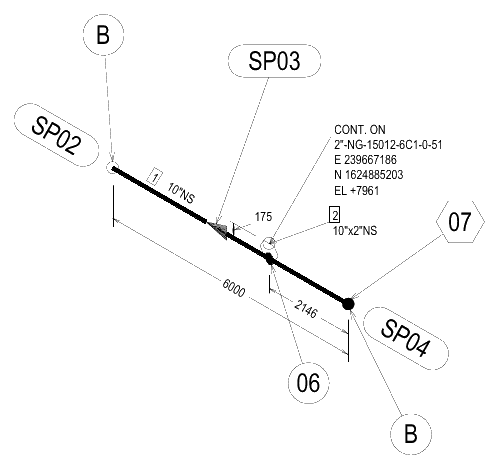 B
SP03
SP02
CONT. ON
2"-NG-15012-6C1-0-51
E 239667186
N 1624885203
EL +7961
1
10"NS
175
2
10"x2"NS
07
6000
2146
SP04
06
B